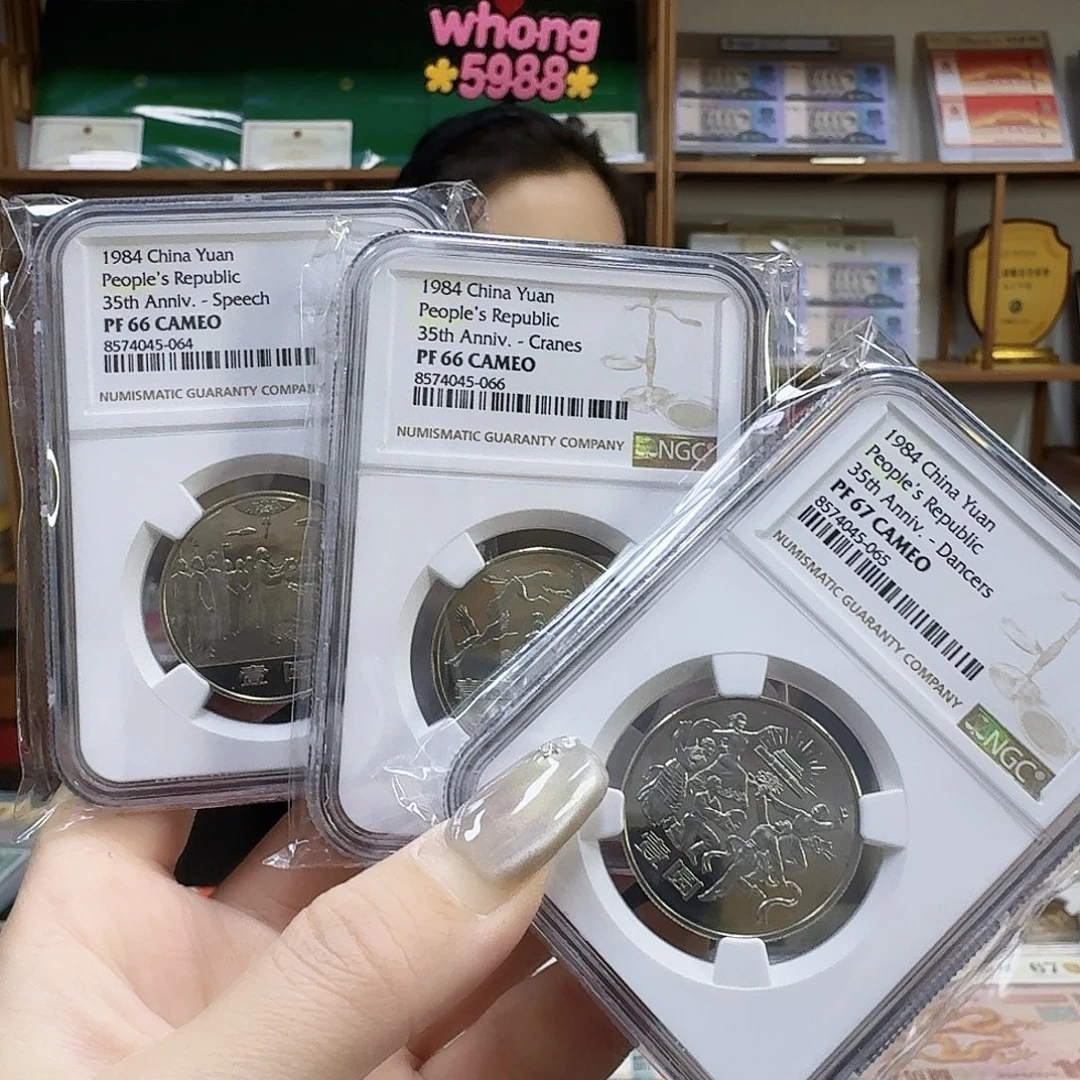 whong
5988
1984 China Yuan
People's Republic
35th Anniv. - Speech
PF 66 CAMEO
8574045-064
NUMISMATIC GUARANTY COMPANY
壹
1984 China Yuan
People's Republic
35th Anniv. - Cranes
PF 66 CAMEO
8574045-066
NUMISMATIC GUARANTY COMPANY
NGC
1984 China Yuan
People's Republic
35th Anniv. - Dancers
PF 67 CAMEO
8574045-065
NUMISMATIC GUARANTY COMPANY
NGC®
壹圆